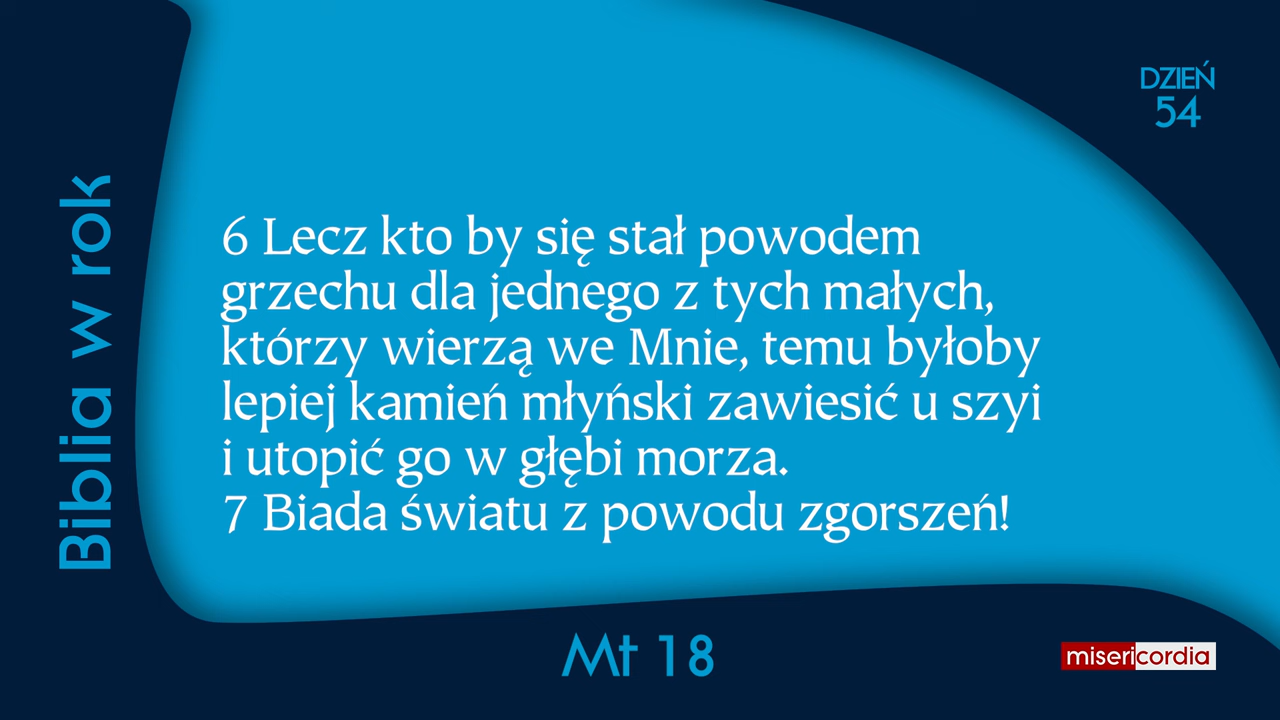 DZIEŃ
54
Biblia w rok
6 Lecz kto by się stał powodem
grzechu dla jednego z tych małych,
którzy wierzą we Mnie, temu byłoby
lepiej kamień młyński zawiesić u szyi
i utopić go w głębi morza.
7 Biada światu z powodu zgorszeń!
Mt 18
misericordia